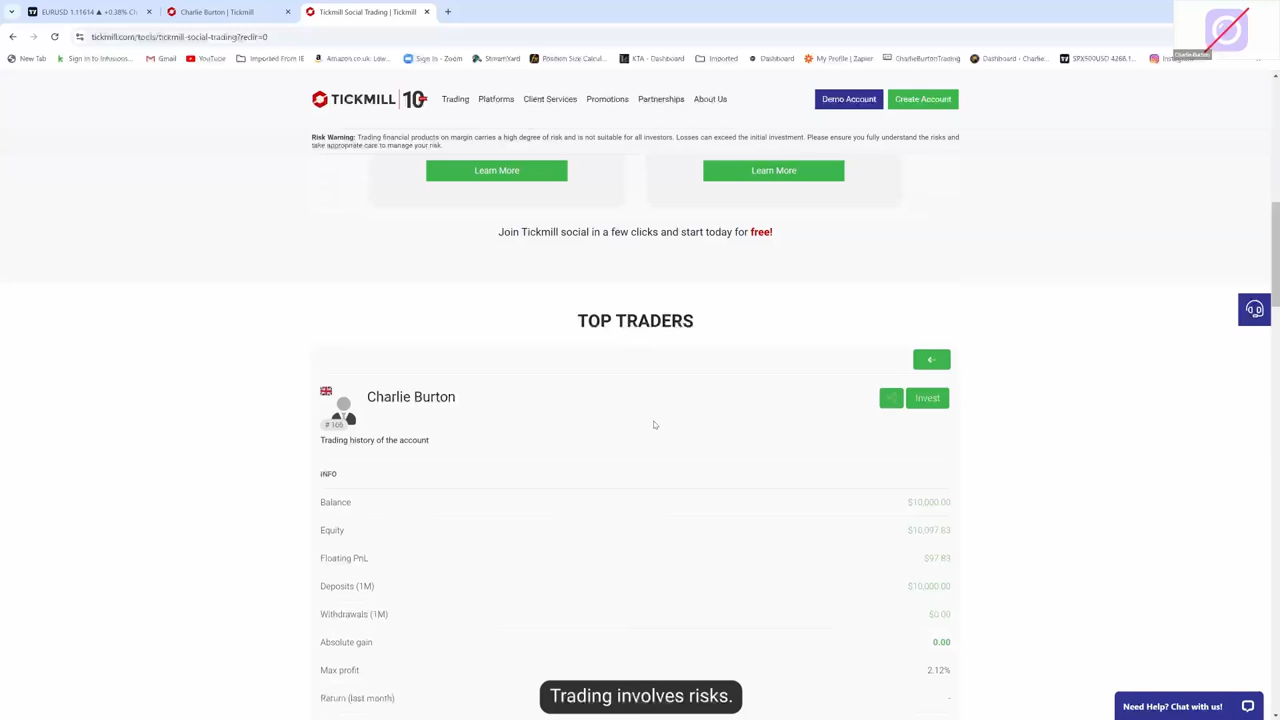 EURUSD 1.11614 ▲ +0.38% C
Charlie Burton | Tickmill
Tickmill Social Trading | Tickmill
tickmill.com/tools/tickmill-social-trading?redir=0
New Tab
Sign In to Infusionso...
Gmail
YouTube
Imported From IE
Amazon.co.uk: Low...
Sign In - Zoom
StreamYard
Position Size Calcul...
KTA - Dashboard
Imported
Dashboard
My Profile | Zapier
CharlieBurtonTrading
Dashboard - Charlie...
SPX500USD 4268.1...
Instagram
Charlie Burton
TICKMILL 10
Trading
Platforms
Client Services
Promotions
Partnerships
About Us
Demo Account
Create Account
Risk Warning: Trading financial products on margin carries a high degree of risk and is not suitable for all investors. Losses can exceed the initial investment. Please ensure you fully understand the risks and
take appropriate care to manage your risk.
Learn More
Learn More
Join Tickmill social in a few clicks and start today for free!
TOP TRADERS
Charlie Burton
Invest
# 166
Trading history of the account
INFO
Balance $10,000.00
Equity $10,097.83
Floating PnL $97.83
Deposits (1M) $10,000.00
Withdrawals (1M) $0.00
Absolute gain 0.00
Max profit 2.12%
Return (last month) -
Trading involves risks.
Need Help? Chat with us!